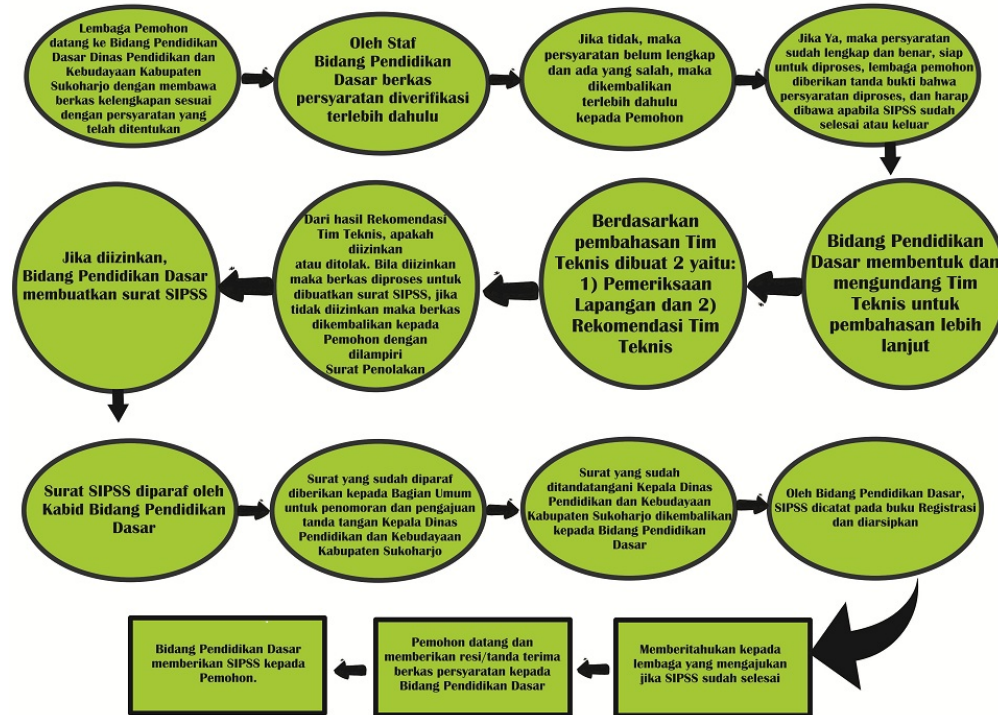 Lembaga Pemohon
datang ke Bidang Pendidikan
Dasar Dinas Pendidikan dan
Kebudayaan Kabupaten
Sukoharjo dengan membawa
berkas kelengkapan sesuai
dengan persyaratan yang
telah ditentukan
Oleh Staf
Bidang Pendidikan
Dasar berkas
persyaratan diverifikasi
terlebih dahulu
Jika tidak, maka
persyaratan belum lengkap
dan ada yang salah, maka
dikembalikan
terlebih dahulu
kepada Pemohon
Jika Ya, maka persyaratan
sudah lengkap dan benar, siap
untuk diproses, lembaga pemohon
diberikan tanda bukti bahwa
persyaratan diproses, dan harap
dibawa apabila SIPSS sudah
selesai atau keluar
Bidang Pendidikan
Dasar membentuk dan
mengundang Tim
Teknis untuk
pembahasan lebih
lanjut
Berdasarkan
pembahasan Tim
Teknis dibuat 2 yaitu:
1) Pemeriksaan
Lapangan dan 2)
Rekomendasi Tim
Teknis
Dari hasil Rekomendasi
Tim Teknis, apakah
diizinkan
atau ditolak. Bila diizinkan
maka berkas diproses untuk
dibuatkan surat SIPSS, jika
tidak diizinkan maka berkas
dikembalikan kepada
Pemohon dengan
dilampiri
Surat Penolakan
Jika diizinkan,
Bidang Pendidikan Dasar
membuatkan surat SIPSS
Surat SIPSS diparaf oleh
Kabid Bidang Pendidikan
Dasar
Surat yang sudah diparaf
diberikan kepada Bagian Umum
untuk penomoran dan pengajuan
tanda tangan Kepala Dinas
Pendidikan dan Kebudayaan
Kabupaten Sukoharjo
Surat yang sudah
ditandatangani Kepala Dinas
Pendidikan dan Kebudayaan
Kabupaten Sukoharjo dikembalikan
kepada Bidang Pendidikan
Dasar
Oleh Bidang Pendidikan Dasar,
SIPSS dicatat pada buku Registrasi
dan diarsipkan
Memberitahukan kepada
lembaga yang mengajukan
jika SIPSS sudah selesai
Pemohon datang dan
memberikan resi/tanda terima
berkas persyaratan kepada
Bidang Pendidikan Dasar
Bidang Pendidikan Dasar
memberikan SIPSS kepada
Pemohon.